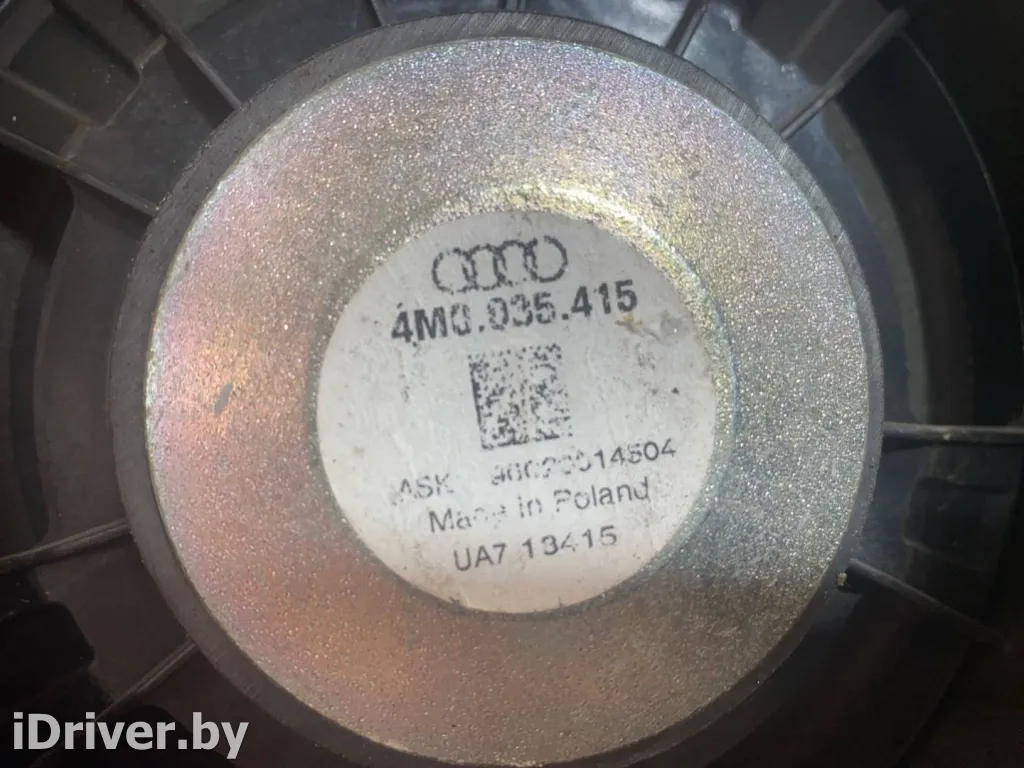 4M0.035.415
ASK
Made in Poland
UA7 13415
iDriver.by